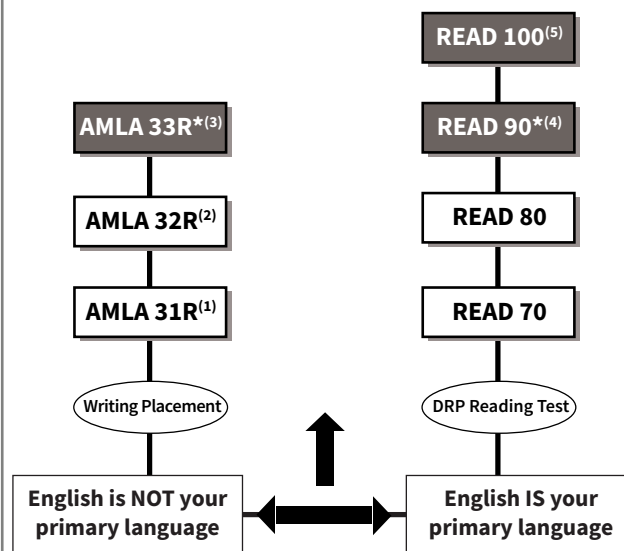 READ 100(5)
AMLA 33R*(3)
READ 90*(4)
AMLA 32R(2)
READ 80
AMLA 31R(1)
READ 70
Writing Placement
DRP Reading Test
English is NOT your
primary language
English IS your
primary language